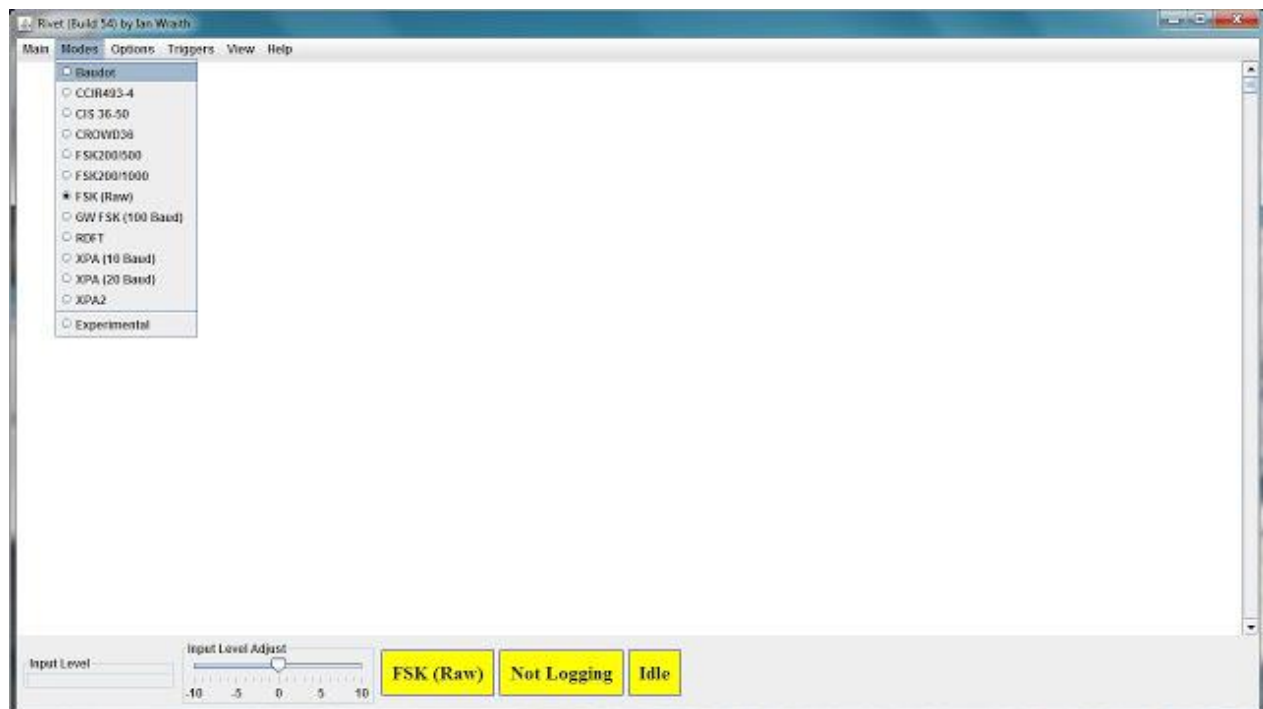 Rivet (Build 54) by Ian Wraith
Main Modes Options Triggers View Help
Baudot
CCIR493-4
CIS 36-50
CROWD36
FSK200/500
FSK200/1000
FSK (Raw)
GW FSK (100 Baud)
RDFT
XPA (10 Baud)
XPA (20 Baud)
XPA2
Experimental
Input Level
Input Level Adjust
-10 -5 0 5 10
FSK (Raw) Not Logging Idle